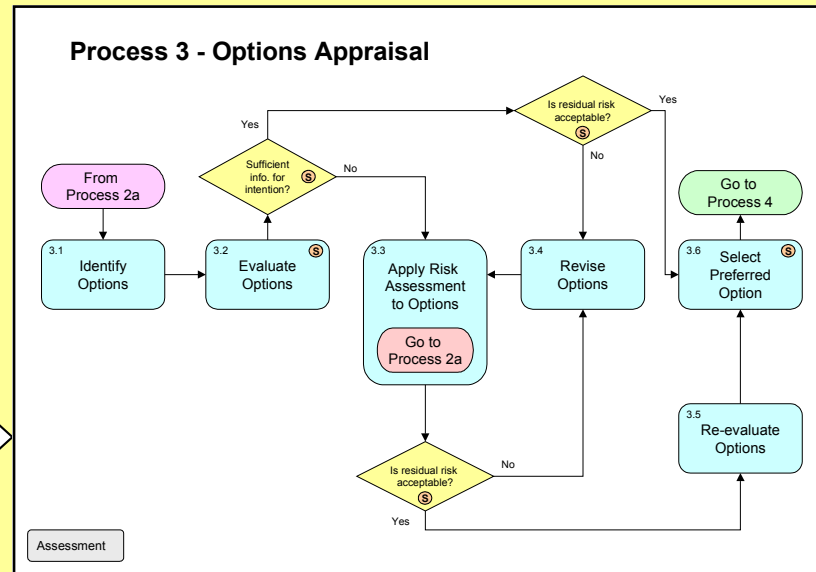 Process 3 - Options Appraisal
Is residual risk
acceptable?
S
Yes
No
Yes
Sufficient
info. for
intention?
S
No
From
Process 2a
Go to
Process 4
3.1
Identify
Options
3.2
S
Evaluate
Options
3.3
Apply Risk
Assessment
to Options
Go to
Process 2a
3.4
Revise
Options
3.6
S
Select
Preferred
Option
3.5
Re-evaluate
Options
Is residual risk
acceptable?
S
No
Yes
Assessment